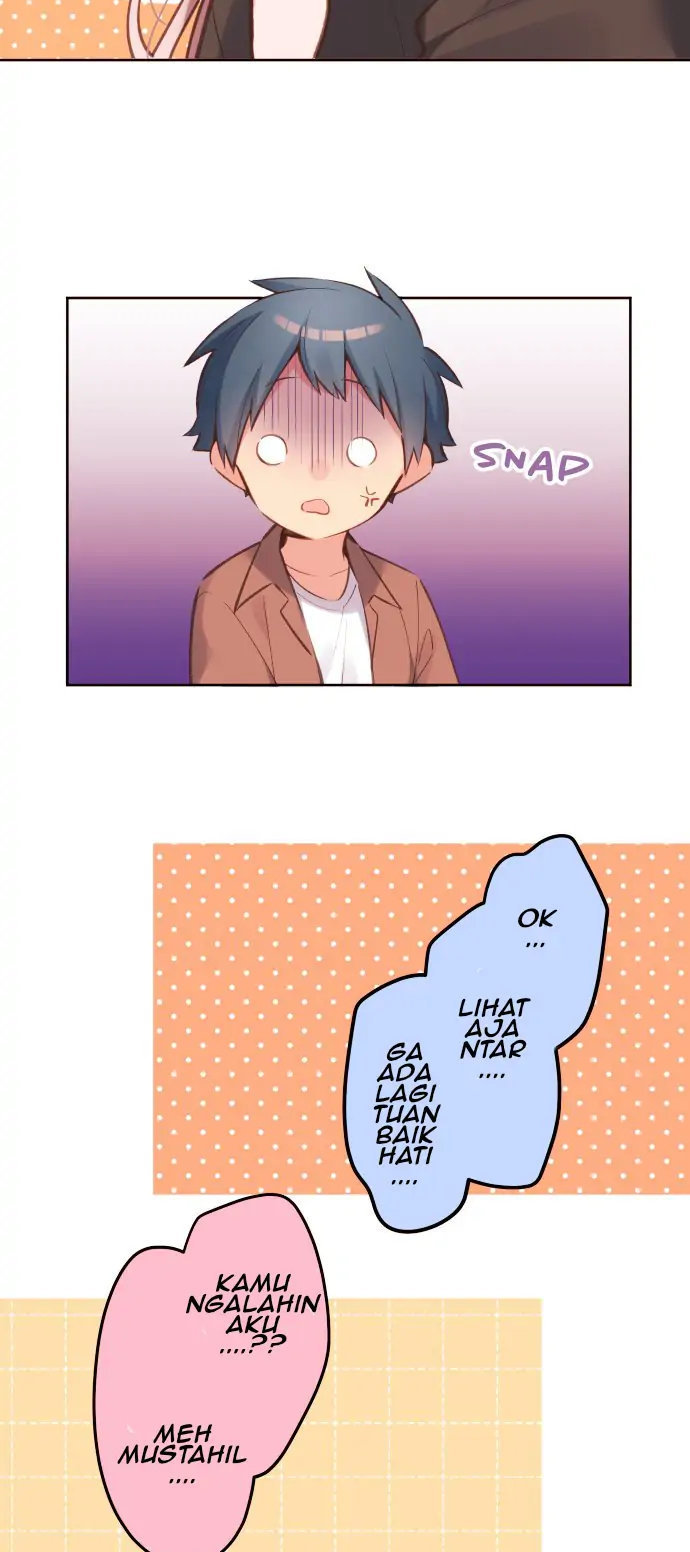 SNAP
OK
...
LIHAT
AJA
NTAR
....
GA
ADA
LAGI
TUAN
BAIK
HATI
....
KAMU
NGALAHIN
AKU
.....??
MEH
MUSTAHIL
....